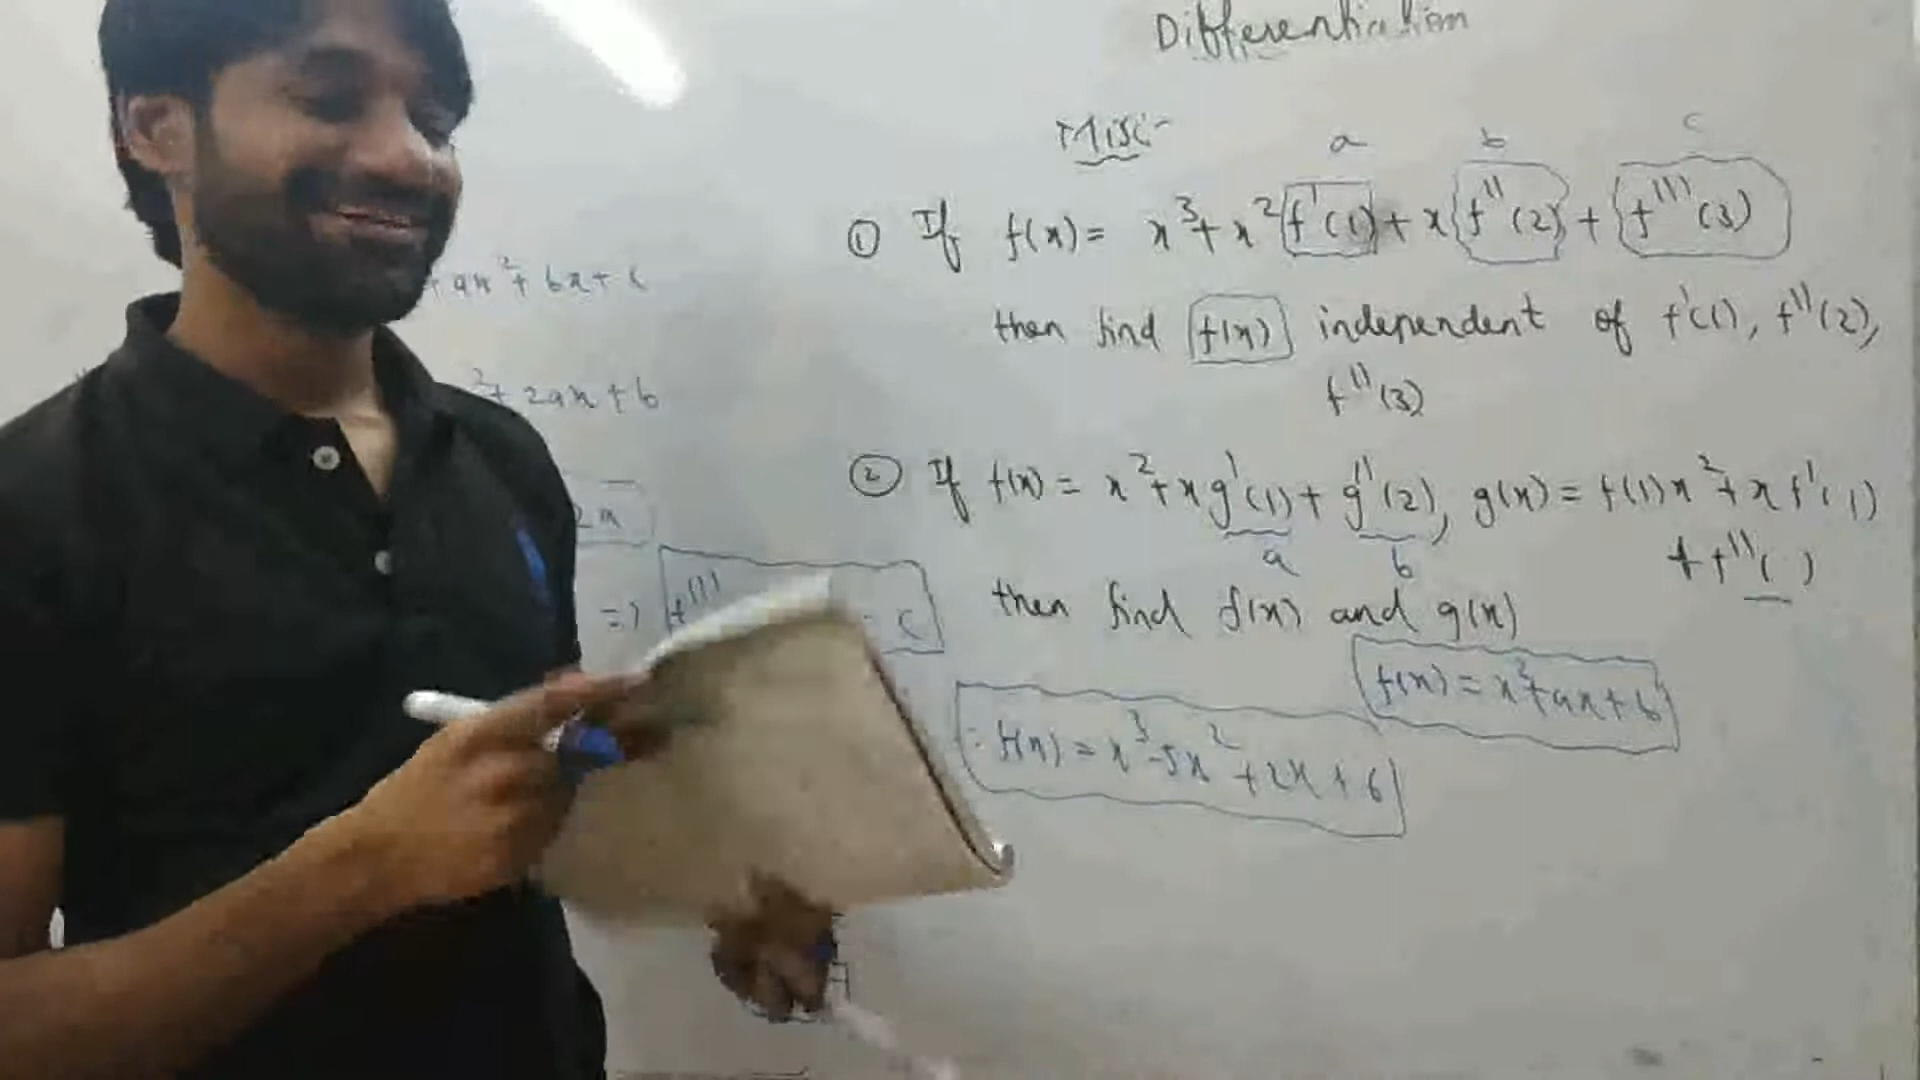 Differentiation
Misc-
a b c
① If f(x) = x³ + x² f'(1) + x f''(2) + f'''(3)
then find f(x) independent of f'(1), f''(2),
f'''(3)
② If f(x) = x² + x g'(1) + g''(2), g(x) = f(1)x² + x f'( )
+ f''( )
a b
then find f(x) and g(x)
f(x) = x² + ax + b
f(x) = x³ - 5x² + 2x + 6
+ ax² + bx + c
² + 2ax + b
2a
=> f''' = c